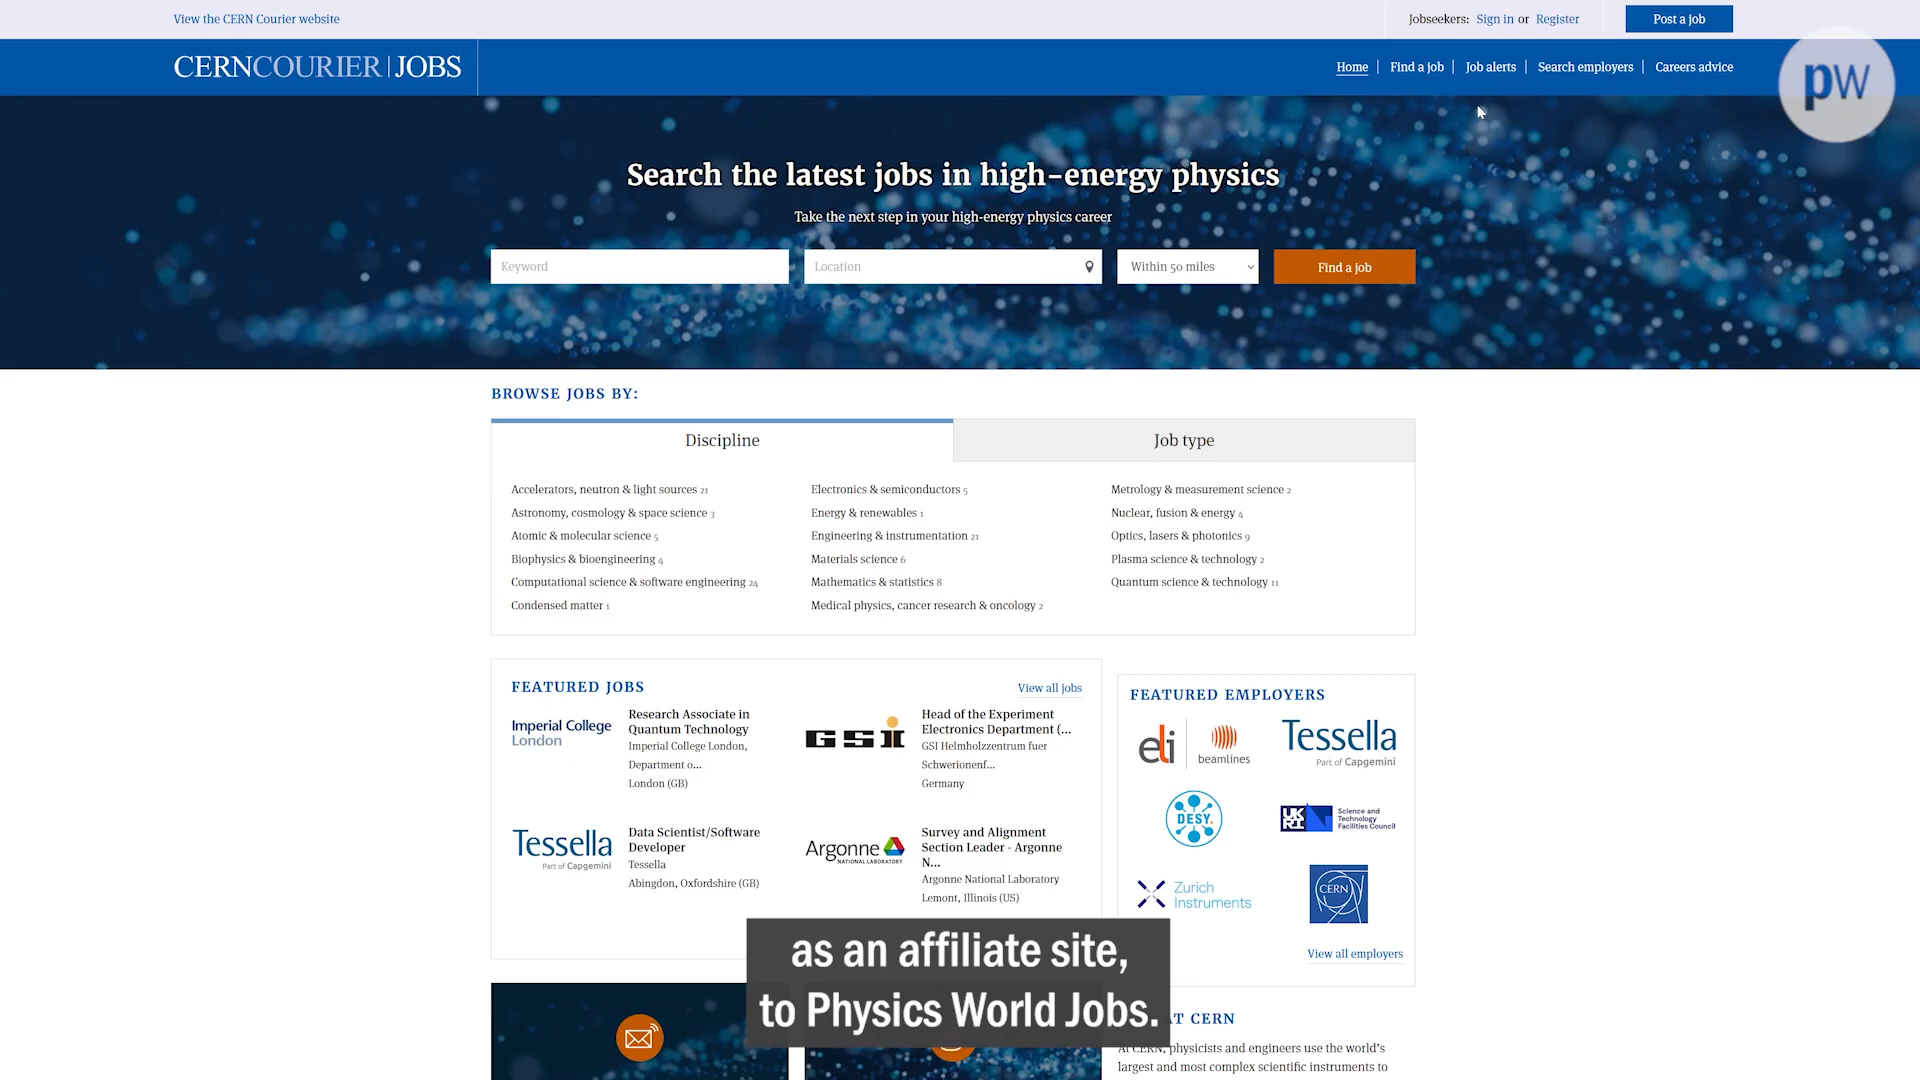 View the CERN Courier website
Jobseekers: Sign in or Register
Post a job
CERNCOURIER | JOBS
Home
Find a job
Job alerts
Search employers
Careers advice
pw
Search the latest jobs in high-energy physics
Take the next step in your high-energy physics career
Keyword
Location
Within 50 miles
Find a job
BROWSE JOBS BY:
Discipline
Job type
Accelerators, neutron & light sources 21
Astronomy, cosmology & space science 3
Atomic & molecular science 5
Biophysics & bioengineering 4
Computational science & software engineering 24
Condensed matter 1
Electronics & semiconductors 5
Energy & renewables 1
Engineering & instrumentation 21
Materials science 6
Mathematics & statistics 8
Medical physics, cancer research & oncology 2
Metrology & measurement science 2
Nuclear, fusion & energy 4
Optics, lasers & photonics 9
Plasma science & technology 2
Quantum science & technology 11
FEATURED JOBS
View all jobs
Imperial College
London
Research Associate in
Quantum Technology
Imperial College London,
Department o...
London (GB)
GSI
Head of the Experiment
Electronics Department (...
GSI Helmholzzentrum fuer
Schwerionenf...
Germany
Tessella
Part of Capgemini
Data Scientist/Software
Developer
Tessella
Abingdon, Oxfordshire (GB)
Argonne
NATIONAL LABORATORY
Survey and Alignment
Section Leader - Argonne
N...
Argonne National Laboratory
Lemont, Illinois (US)
FEATURED EMPLOYERS
eli
beamlines
Tessella
Part of Capgemini
DESY.
UKRI
Science and
Technology
Facilities Council
Zurich
Instruments
CERN
View all employers
as an affiliate site,
to Physics World Jobs.
AT CERN
At CERN, physicists and engineers use the world's
largest and most complex scientific instruments to